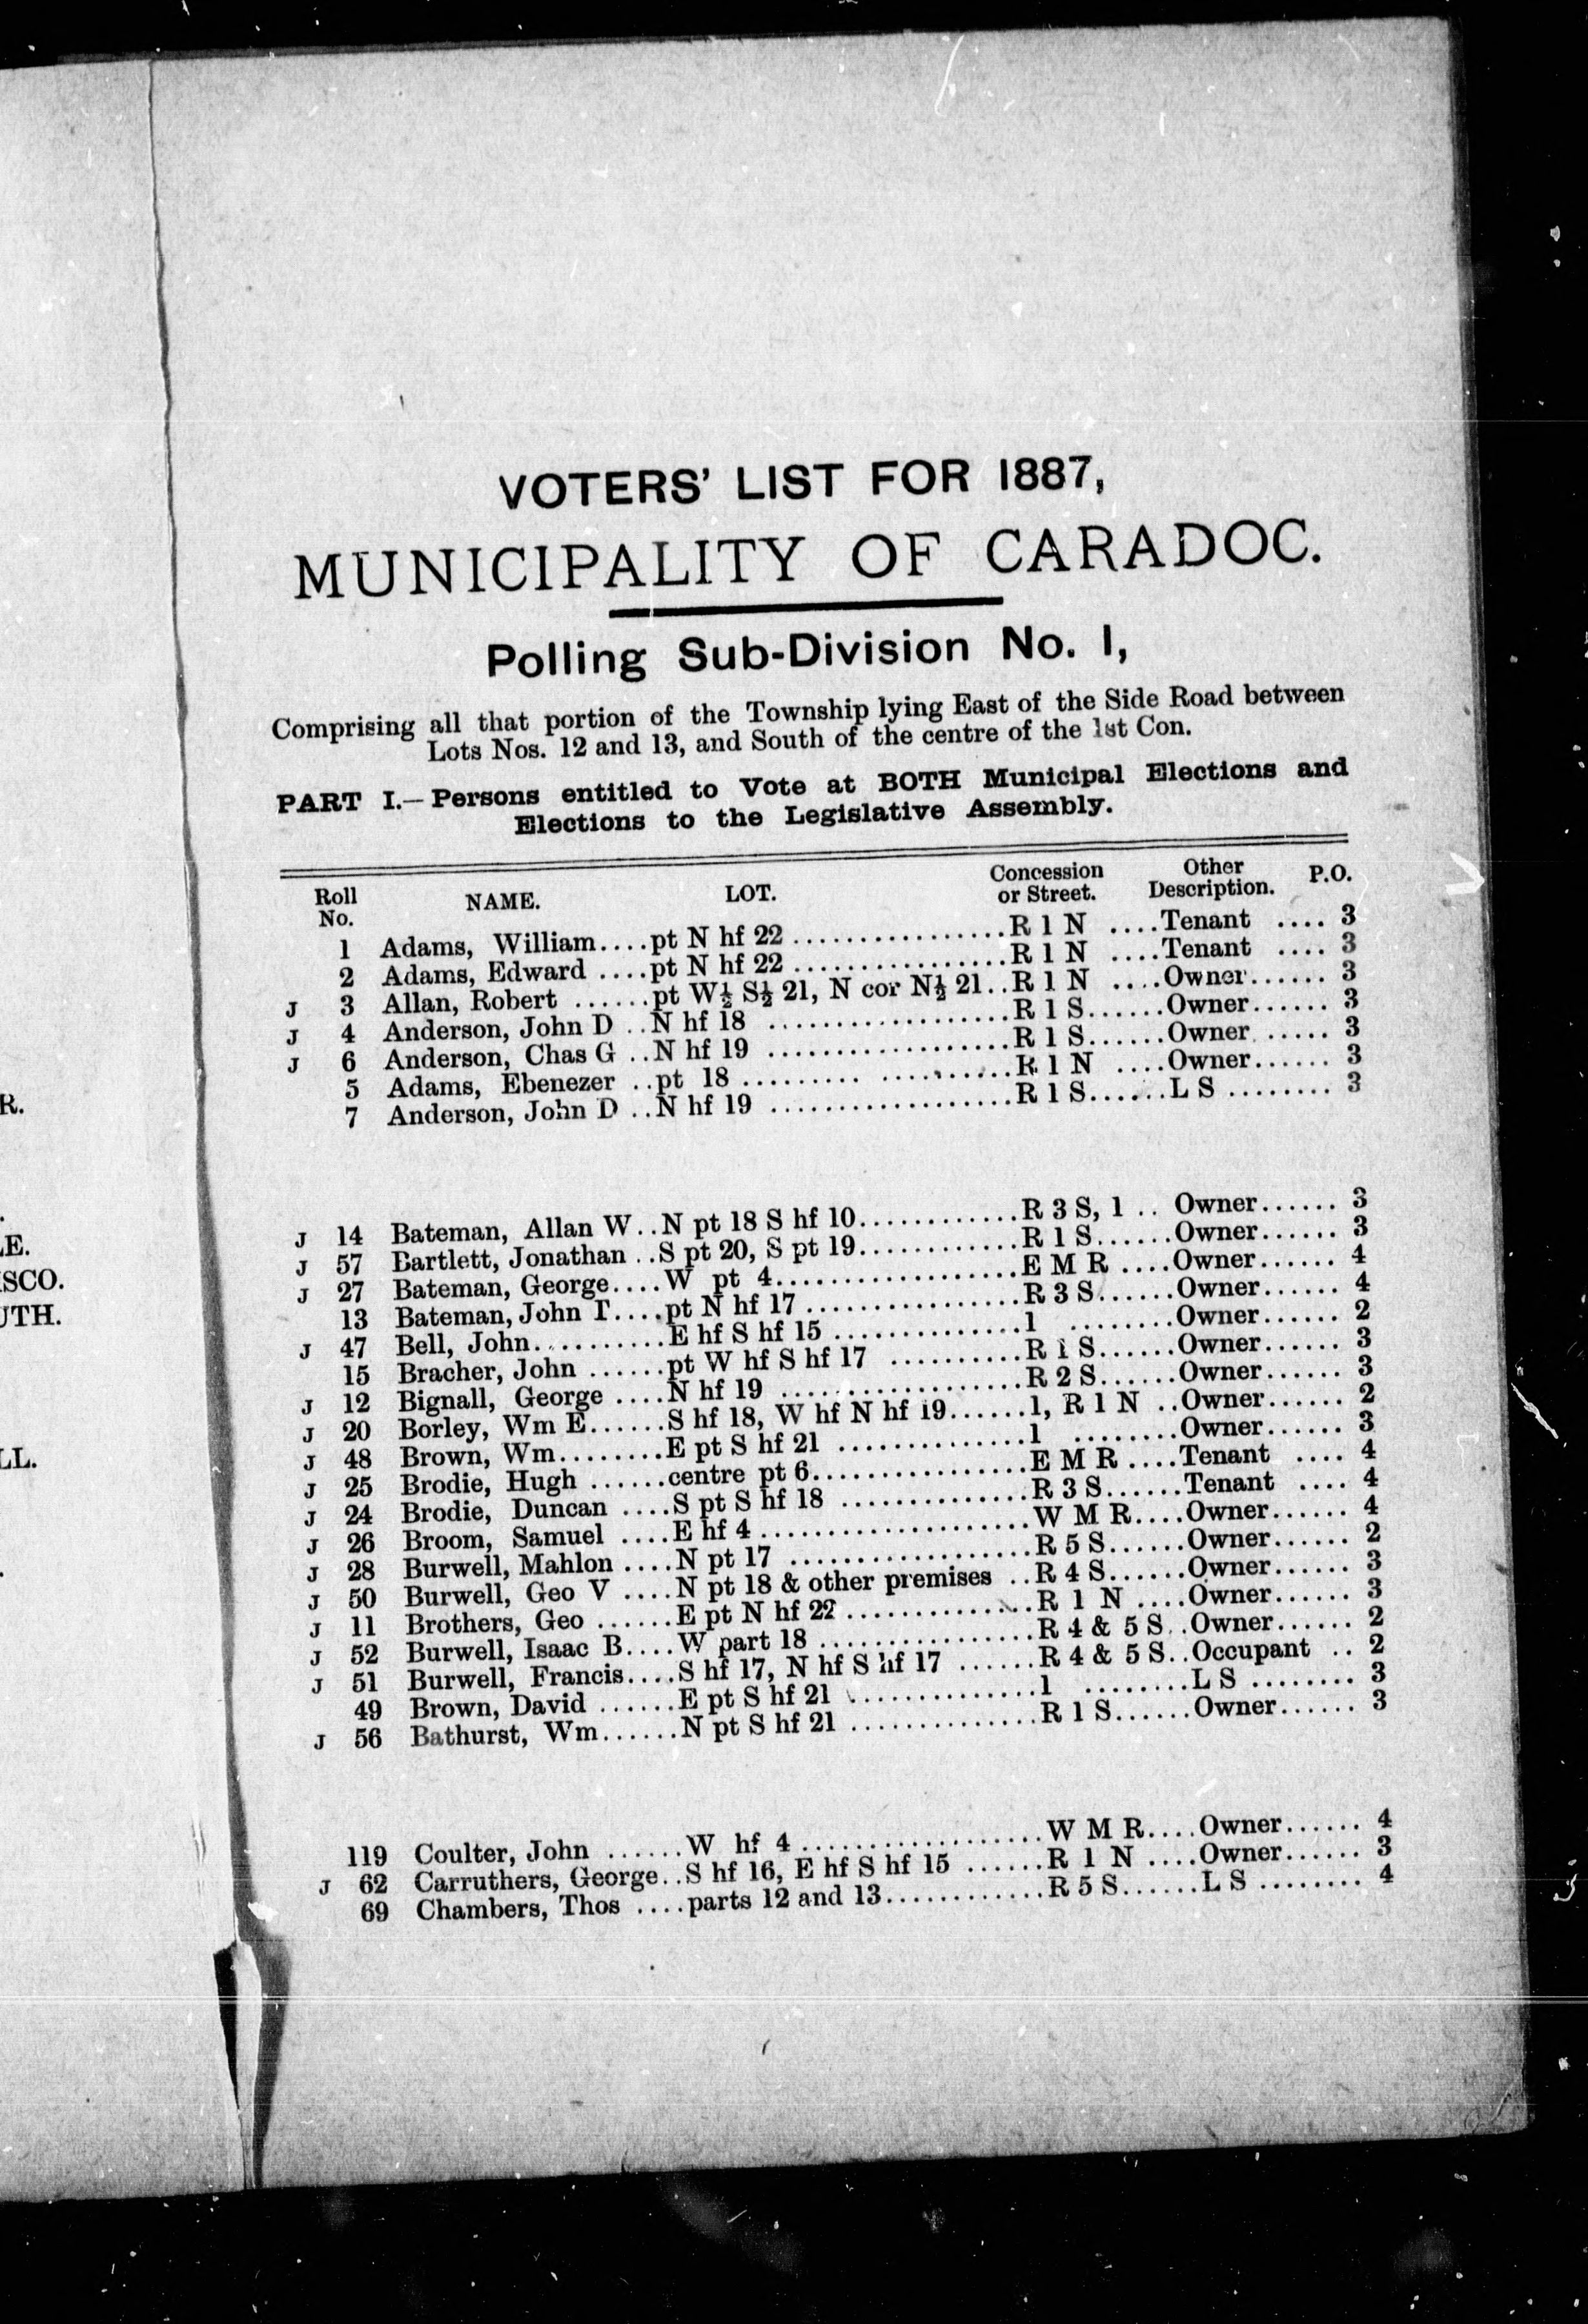 VOTERS' LIST FOR 1887,
MUNICIPALITY OF CARADOC.
Polling Sub-Division No. 1,
Comprising all that portion of the Township lying East of the Side Road between
Lots Nos. 12 and 13, and South of the centre of the 1st Con.
PART I.—Persons entitled to Vote at BOTH Municipal Elections and
Elections to the Legislative Assembly.
Roll No. NAME. LOT. Concession or Street. Other Description. P.O.
1 Adams, William....pt N hf 22................R 1 N ....Tenant .... 3
2 Adams, Edward ....pt N hf 22................R 1 N ....Tenant .... 3
J 3 Allan, Robert ......pt W½ S½ 21, N cor N½ 21..R 1 N ....Owner...... 3
J 4 Anderson, John D ..N hf 18 ..................R 1 S......Owner...... 3
J 6 Anderson, Chas G ..N hf 19 ..................R 1 S......Owner...... 3
5 Adams, Ebenezer ..pt 18 ......... ..........R 1 N ....Owner...... 3
7 Anderson, John D ..N hf 19 ..................R 1 S......L S ........ 3
J 14 Bateman, Allan W..N pt 18 S hf 10............R 3 S, 1 .. Owner...... 3
J 57 Bartlett, Jonathan ..S pt 20, S pt 19............R 1 S......Owner...... 3
J 27 Bateman, George....W pt 4..................E M R ....Owner...... 4
13 Bateman, John T....pt N hf 17................R 3 S......Owner...... 4
J 47 Bell, John..........E hf S hf 15 ..............1 ........Owner...... 2
15 Bracher, John ......pt W hf S hf 17 ..........R 1 S......Owner...... 3
J 12 Bignall, George ....N hf 19 ..................R 2 S......Owner...... 3
J 20 Borley, Wm E......S hf 18, W hf N hf 19......1, R 1 N ..Owner...... 2
J 48 Brown, Wm........E pt S hf 21 ..............1 ........Owner...... 3
J 25 Brodie, Hugh ......centre pt 6................E M R ....Tenant .... 4
J 24 Brodie, Duncan ....S pt S hf 18 ..............R 3 S......Tenant .... 4
J 26 Broom, Samuel ....E hf 4....................W M R....Owner...... 4
J 28 Burwell, Mahlon ....N pt 17 ..................R 5 S......Owner...... 2
J 50 Burwell, Geo V ....N pt 18 & other premises ..R 4 S......Owner...... 3
J 11 Brothers, Geo ......E pt N hf 22..............R 1 N ....Owner...... 3
J 52 Burwell, Isaac B....W part 18 ................R 4 & 5 S..Owner...... 2
J 51 Burwell, Francis....S hf 17, N hf S hf 17 ......R 4 & 5 S..Occupant .. 2
49 Brown, David ......E pt S hf 21 ..............1 ........L S ........ 3
J 56 Bathurst, Wm......N pt S hf 21 ..............R 1 S......Owner...... 3
119 Coulter, John ......W hf 4..................W M R....Owner...... 4
J 62 Carruthers, George..S hf 16, E hf S hf 15 ......R 1 N ....Owner...... 3
69 Chambers, Thos ....parts 12 and 13............R 5 S......L S ........ 4